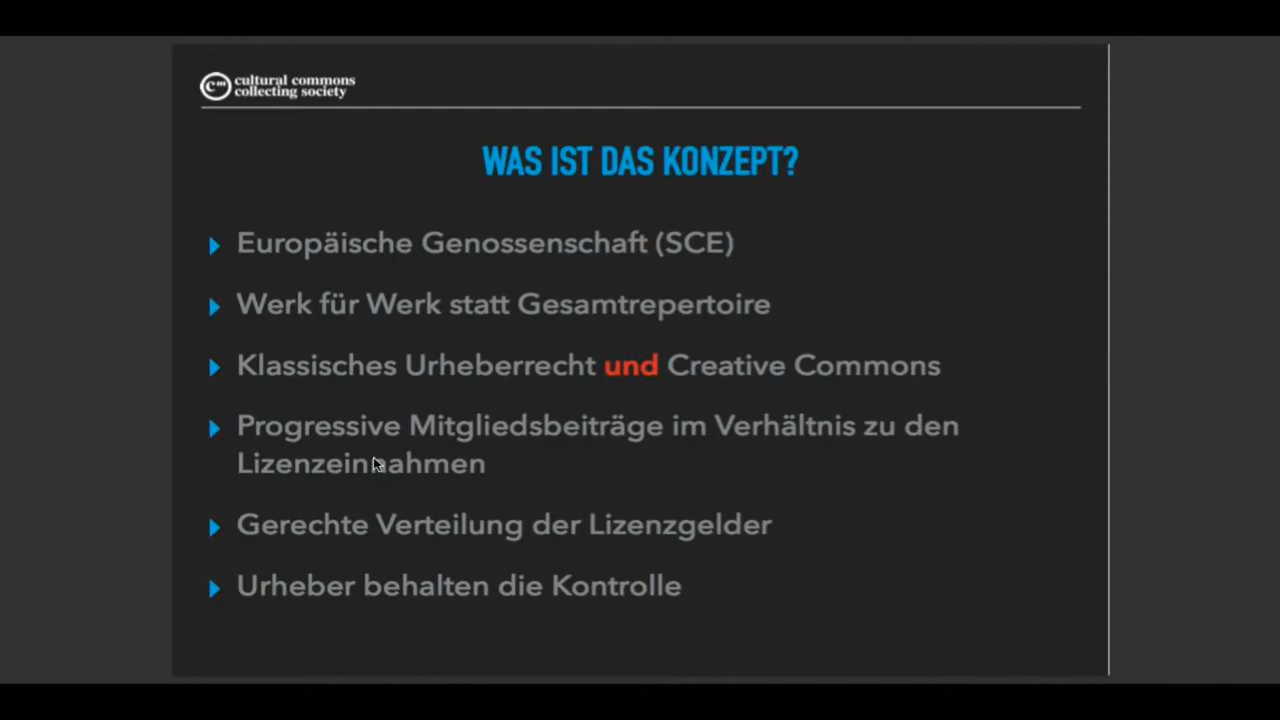 cultural commons
collecting society
WAS IST DAS KONZEPT?
Europäische Genossenschaft (SCE)
Werk für Werk statt Gesamtrepertoire
Klassisches Urheberrecht und Creative Commons
Progressive Mitgliedsbeiträge im Verhältnis zu den
Lizenzeinnahmen
Gerechte Verteilung der Lizenzgelder
Urheber behalten die Kontrolle